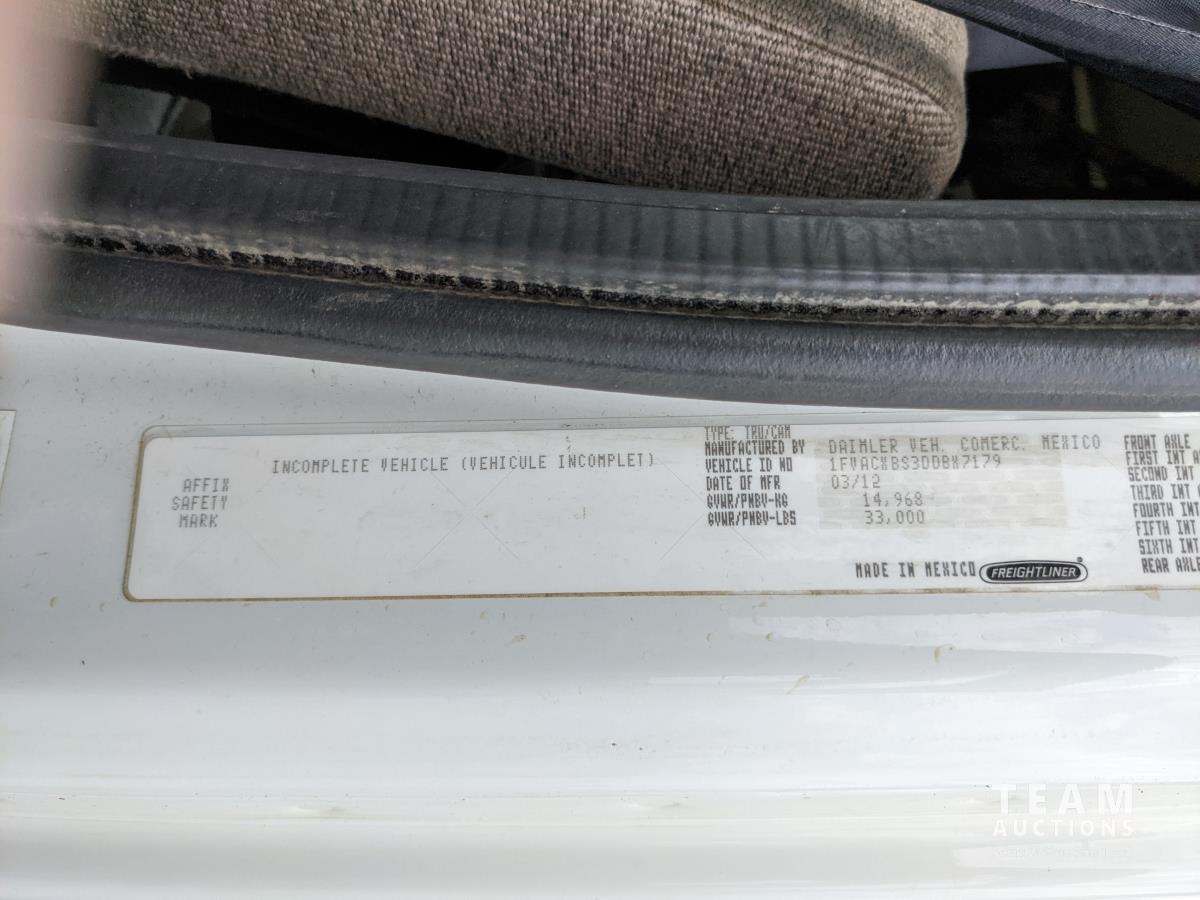 INCOMPLETE VEHICLE (VEHICULE INCOMPLET)
AFFIX
SAFETY
MARK
TYPE: TRU/CAM
MANUFACTURED BY DAIMLER VEH. COMERC. MEXICO
VEHICLE ID NO 1FVACXBS3DDBX7179
DATE OF MFR 03/12
GVWR/PNBV-KG 14,968
GVWR/PNBV-LBS 33,000
MADE IN MEXICO FREIGHTLINER®
FRONT AXLE
FIRST INT A
SECOND INT
THIRD INT
FOURTH INT
FIFTH INT
SIXTH INT
REAR AXLE
TEAM
AUCTIONS